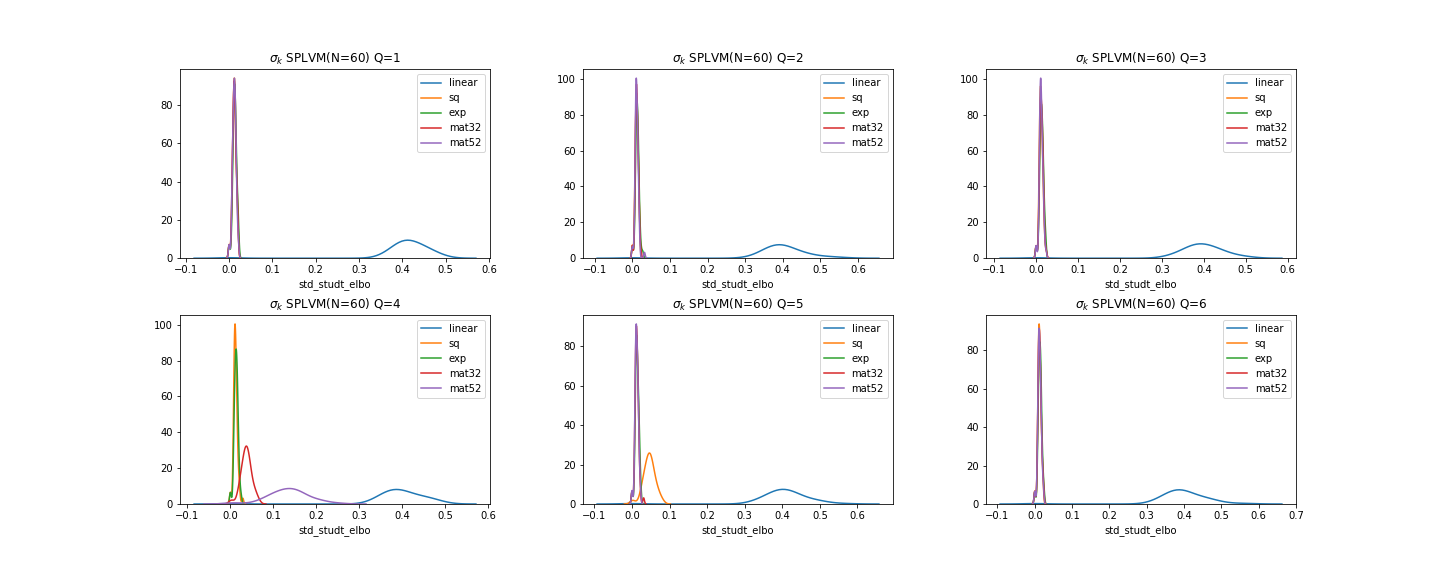 σk SPLVM(N=60) Q=1
80
60
40
20
0
−0.1 0.0 0.1 0.2 0.3 0.4 0.5 0.6
std_studt_elbo
linear
sq
exp
mat32
mat52
σk SPLVM(N=60) Q=2
100
80
60
40
20
0
−0.1 0.0 0.1 0.2 0.3 0.4 0.5 0.6
std_studt_elbo
linear
sq
exp
mat32
mat52
σk SPLVM(N=60) Q=3
100
80
60
40
20
0
−0.1 0.0 0.1 0.2 0.3 0.4 0.5 0.6
std_studt_elbo
linear
sq
exp
mat32
mat52
σk SPLVM(N=60) Q=4
100
80
60
40
20
0
−0.1 0.0 0.1 0.2 0.3 0.4 0.5 0.6
std_studt_elbo
linear
sq
exp
mat32
mat52
σk SPLVM(N=60) Q=5
80
60
40
20
0
−0.1 0.0 0.1 0.2 0.3 0.4 0.5 0.6
std_studt_elbo
linear
sq
exp
mat32
mat52
σk SPLVM(N=60) Q=6
80
60
40
20
0
−0.1 0.0 0.1 0.2 0.3 0.4 0.5 0.6 0.7
std_studt_elbo
linear
sq
exp
mat32
mat52